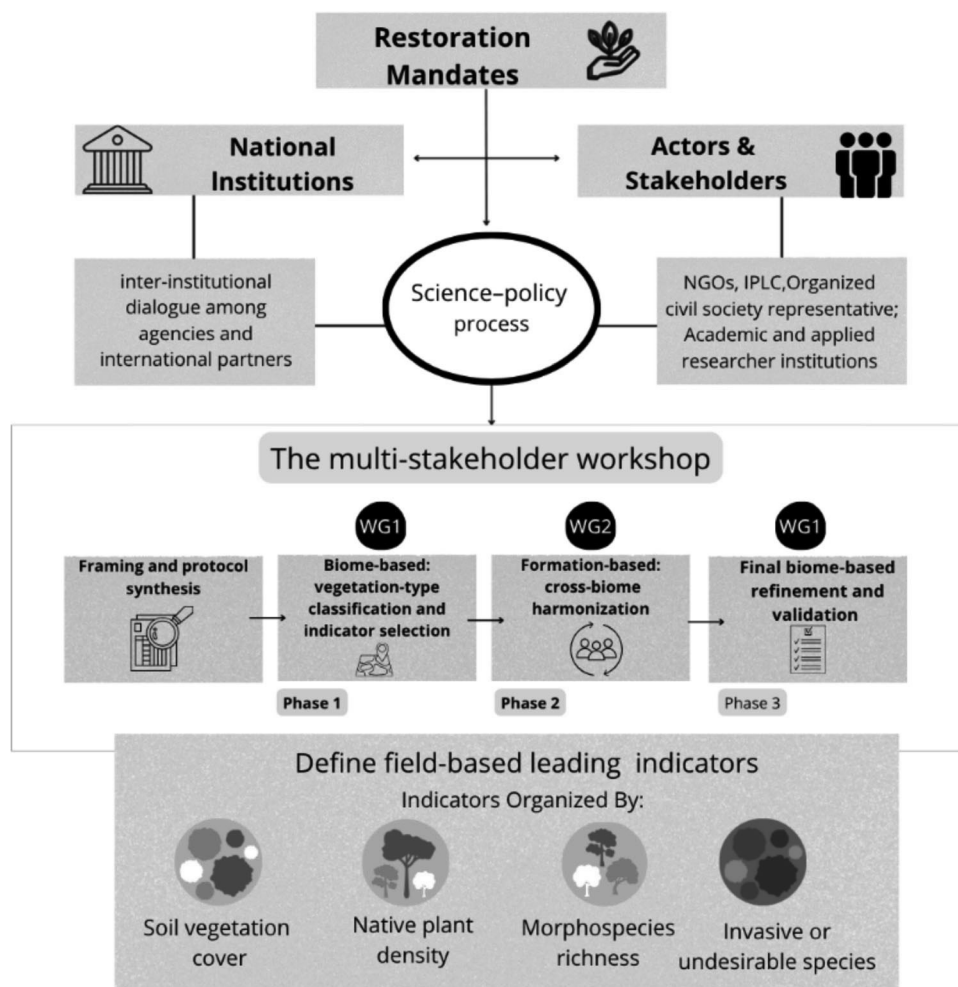 Restoration
Mandates
National
Institutions
Actors &
Stakeholders
inter-institutional
dialogue among
agencies and
international partners
Science–policy
process
NGOs, IPLC,Organized
civil society representative;
Academic and applied
researcher institutions
The multi-stakeholder workshop
WG1
WG2
WG1
Framing and protocol
synthesis
Biome-based:
vegetation-type
classification and
indicator selection
Formation-based:
cross-biome
harmonization
Final biome-based
refinement and
validation
Phase 1
Phase 2
Phase 3
Define field-based leading indicators
Indicators Organized By:
Soil vegetation
cover
Native plant
density
Morphospecies
richness
Invasive or
undesirable species